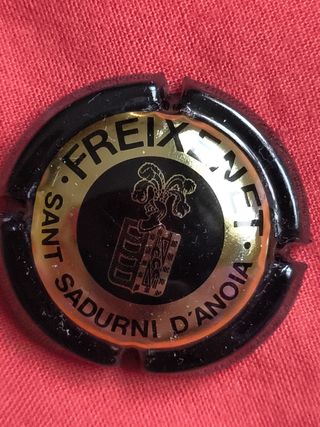 · FREIXENET ·
SANT SADURNI D'ANOIA